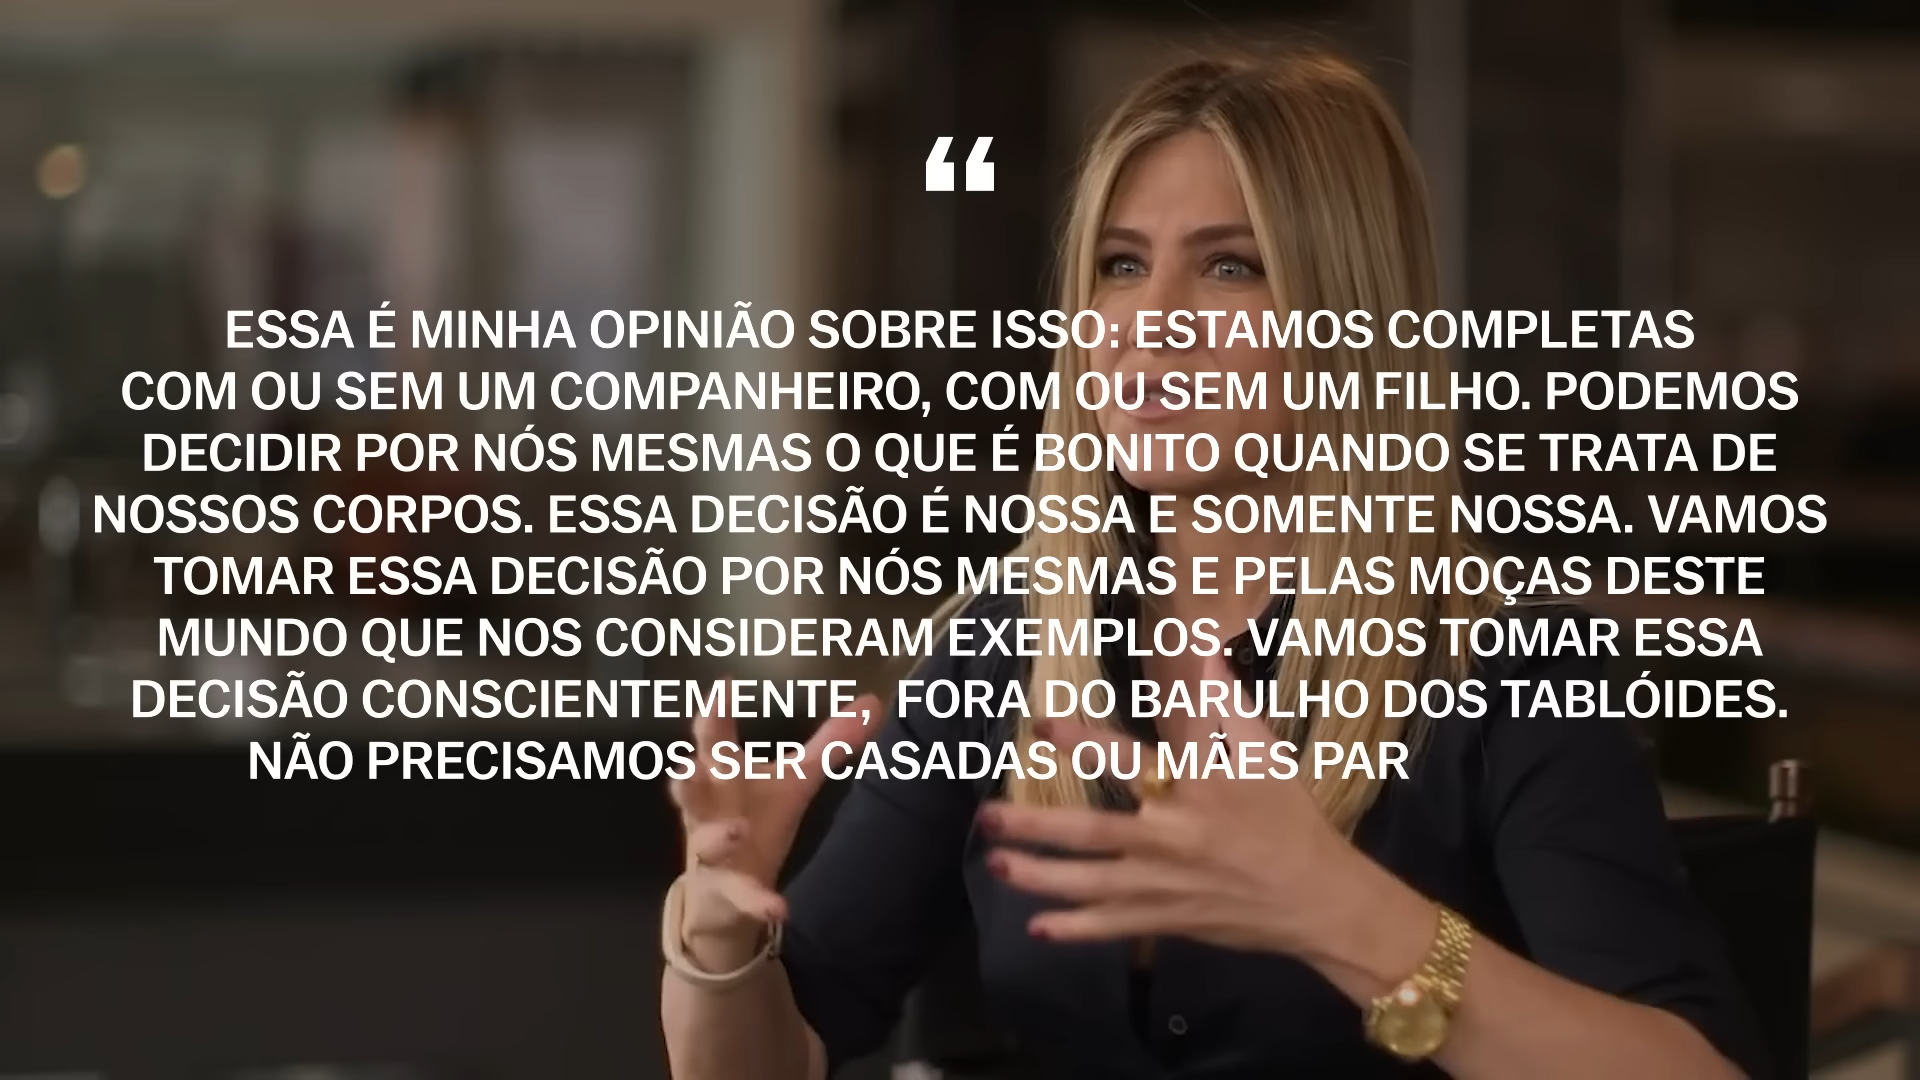 “
ESSA É MINHA OPINIÃO SOBRE ISSO: ESTAMOS COMPLETAS
COM OU SEM UM COMPANHEIRO, COM OU SEM UM FILHO. PODEMOS
DECIDIR POR NÓS MESMAS O QUE É BONITO QUANDO SE TRATA DE
NOSSOS CORPOS. ESSA DECISÃO É NOSSA E SOMENTE NOSSA. VAMOS
TOMAR ESSA DECISÃO POR NÓS MESMAS E PELAS MOÇAS DESTE
MUNDO QUE NOS CONSIDERAM EXEMPLOS. VAMOS TOMAR ESSA
DECISÃO CONSCIENTEMENTE,  FORA DO BARULHO DOS TABLÓIDES.
NÃO PRECISAMOS SER CASADAS OU MÃES PAR